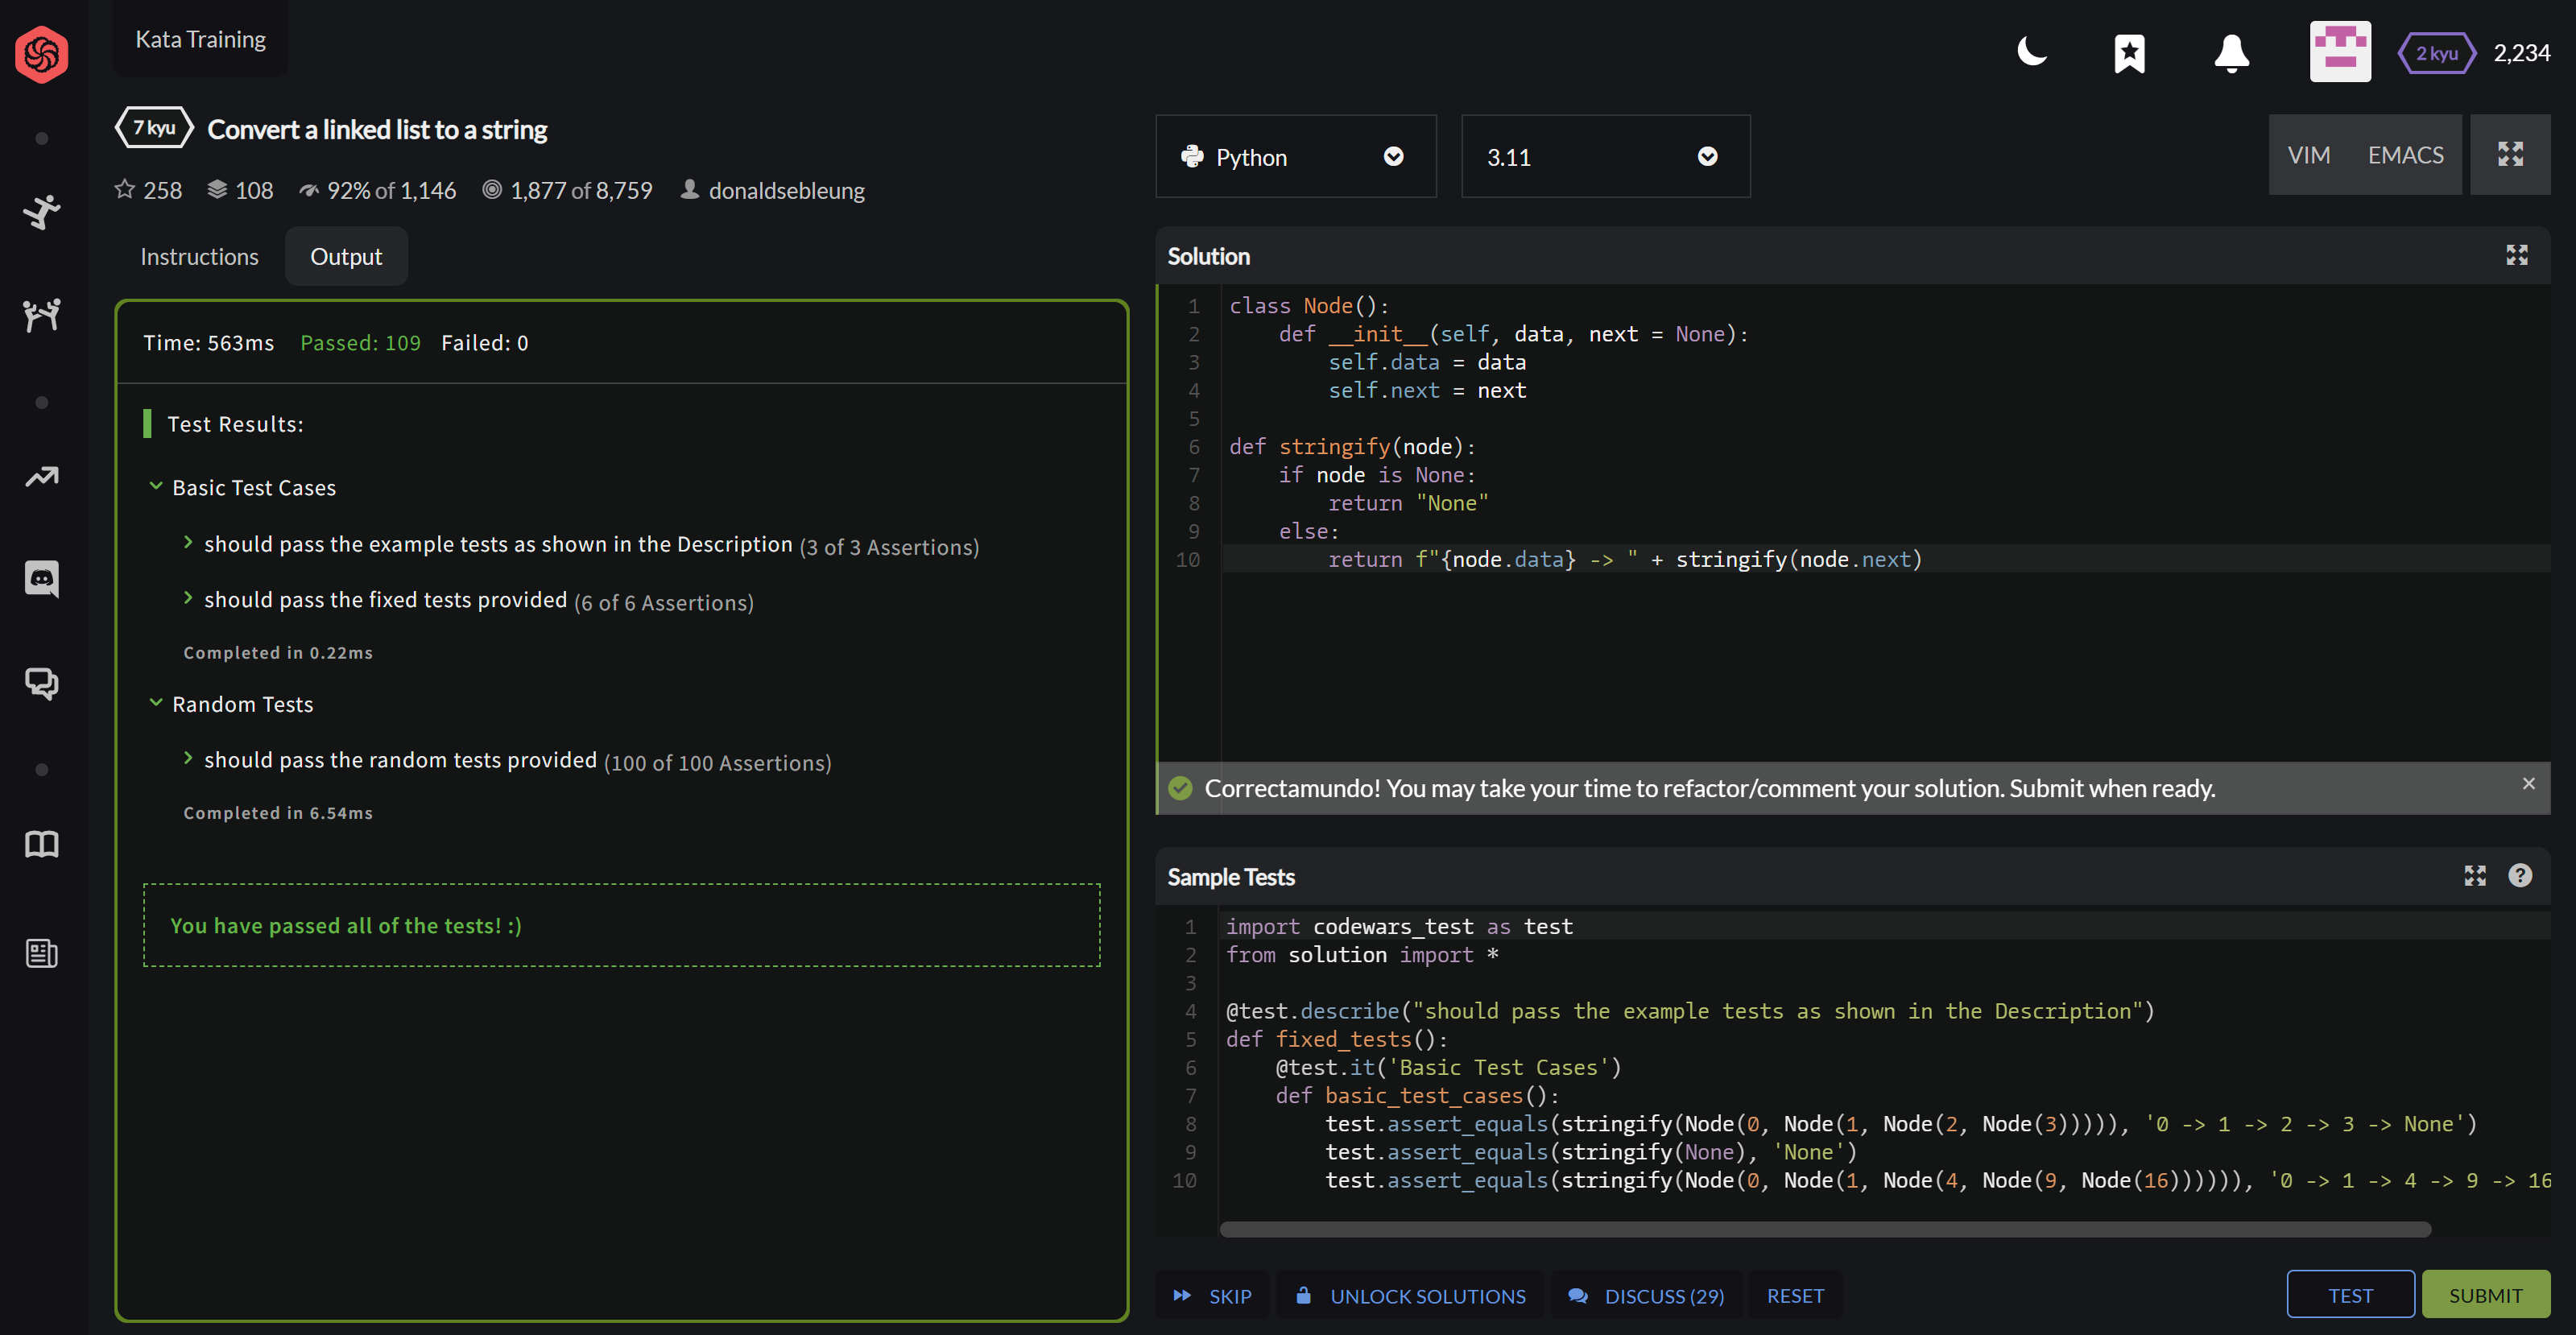 Kata Training
2 kyu 2,234
7 kyu Convert a linked list to a string
258 108 92% of 1,146 1,877 of 8,759 donaldsebleung
Instructions Output
Time: 563ms Passed: 109 Failed: 0
Test Results:
Basic Test Cases
should pass the example tests as shown in the Description (3 of 3 Assertions)
should pass the fixed tests provided (6 of 6 Assertions)
Completed in 0.22ms
Random Tests
should pass the random tests provided (100 of 100 Assertions)
Completed in 6.54ms
You have passed all of the tests! :)
Python 3.11 VIM EMACS
Solution
1 class Node():
2     def __init__(self, data, next = None):
3         self.data = data
4         self.next = next
5
6 def stringify(node):
7     if node is None:
8         return "None"
9     else:
10         return f"{node.data} -> " + stringify(node.next)
Correctamundo! You may take your time to refactor/comment your solution. Submit when ready. ×
Sample Tests ?
1 import codewars_test as test
2 from solution import *
3
4 @test.describe("should pass the example tests as shown in the Description")
5 def fixed_tests():
6     @test.it('Basic Test Cases')
7     def basic_test_cases():
8         test.assert_equals(stringify(Node(0, Node(1, Node(2, Node(3))))), '0 -> 1 -> 2 -> 3 -> None')
9         test.assert_equals(stringify(None), 'None')
10         test.assert_equals(stringify(Node(0, Node(1, Node(4, Node(9, Node(16)))))), '0 -> 1 -> 4 -> 9 -> 16
SKIP UNLOCK SOLUTIONS DISCUSS (29) RESET TEST SUBMIT